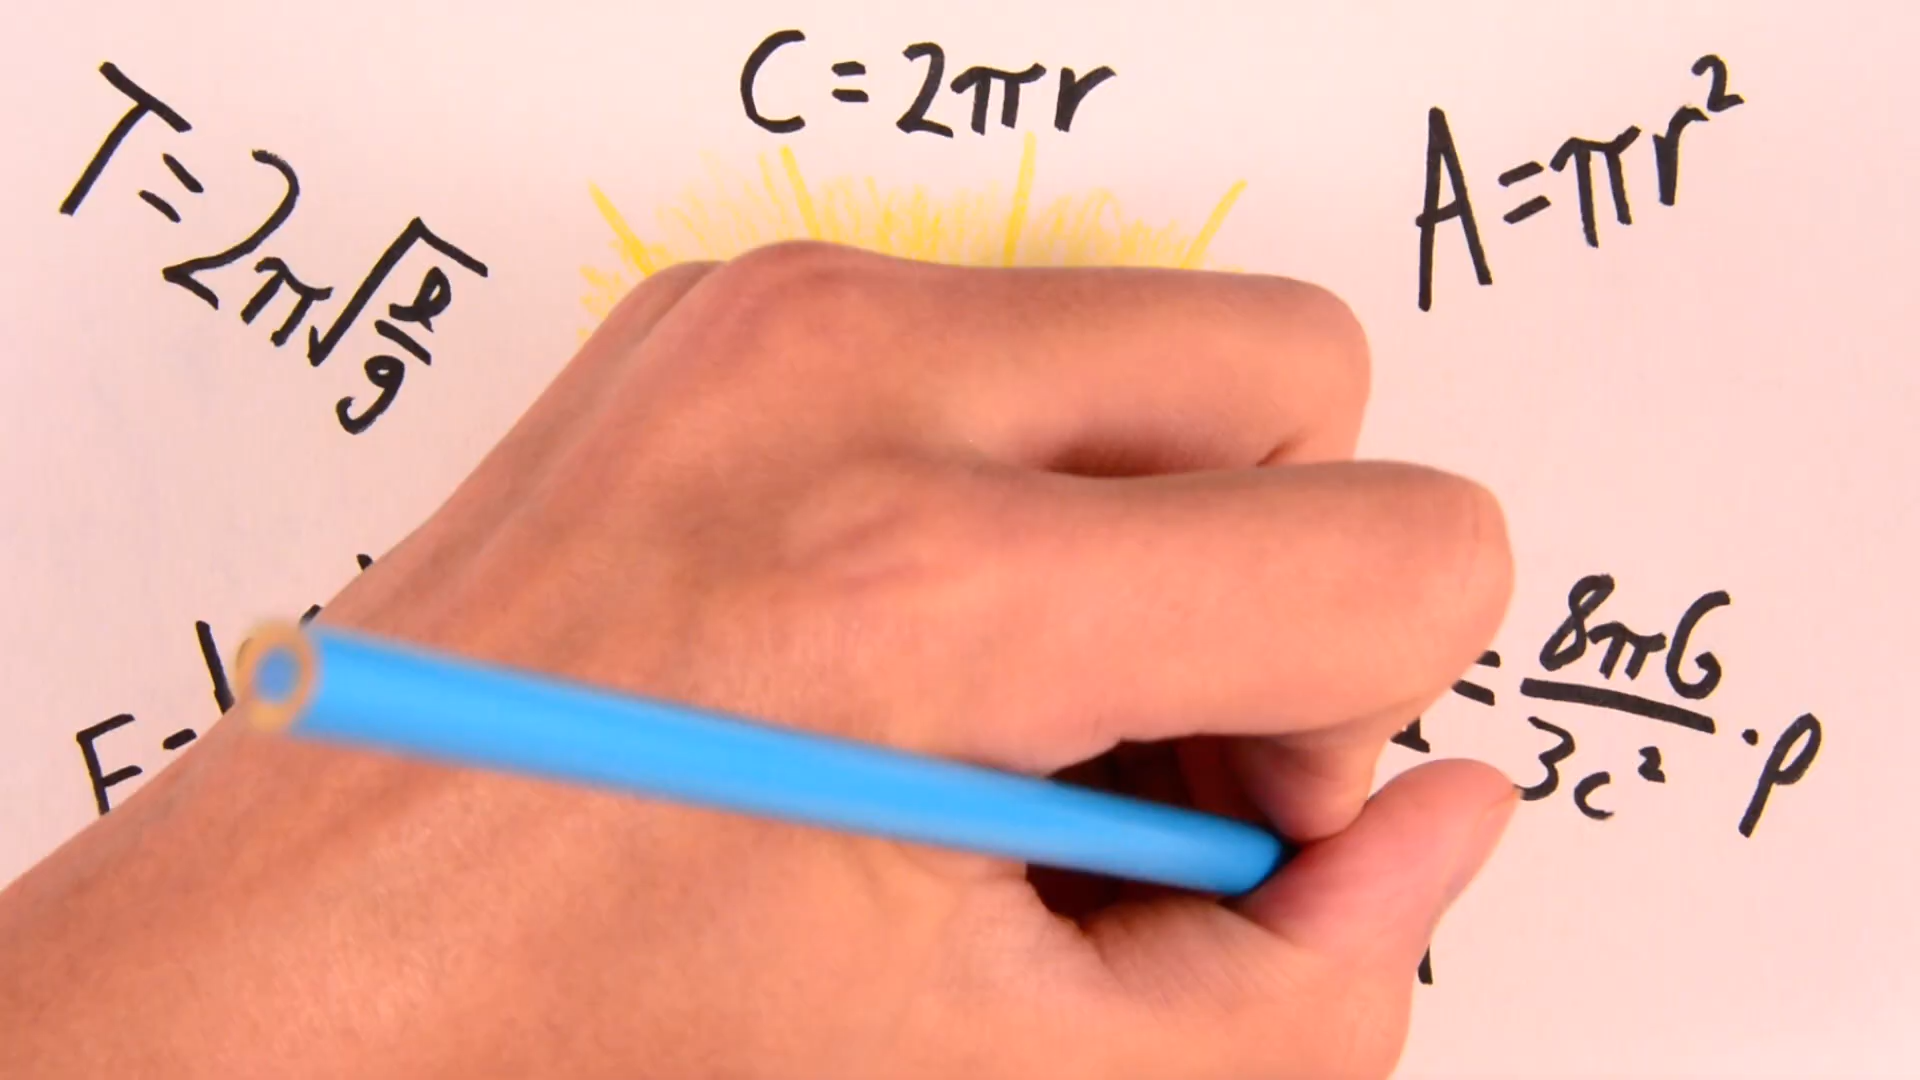 C = 2πr
T = 2π√(ℓ/g)
A = πr²
= 8πG/3c² · ρ
F =